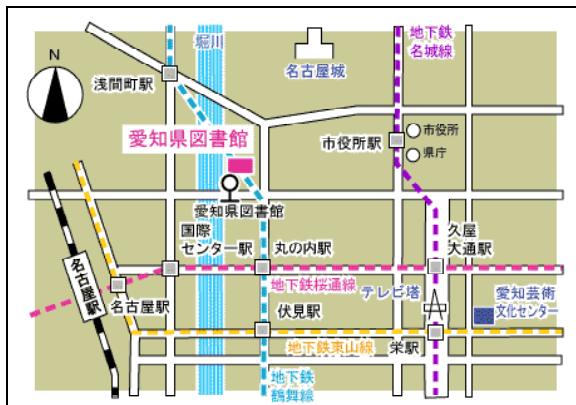 N
堀川
名古屋城
地下鉄
名城線
浅間町駅
愛知県図書館
市役所駅
市役所
県庁
愛知県図書館
国際
センター駅
丸の内駅
久屋
大通駅
名古屋駅
名古屋駅
地下鉄桜通線
テレビ塔
愛知芸術
文化センター
伏見駅
地下鉄東山線
栄駅
地下鉄
鶴舞線